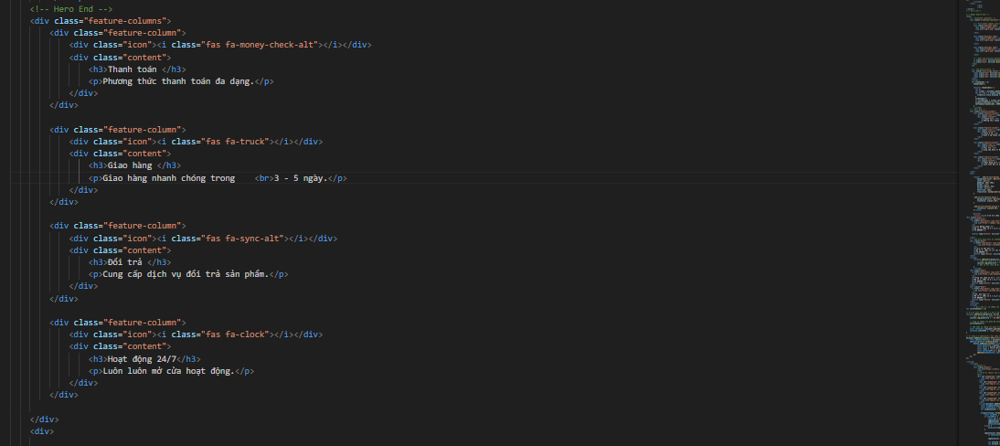 <!-- Hero End -->
<div class="feature-columns">
<div class="feature-column">
<div class="icon"><i class="fas fa-money-check-alt"></i></div>
<div class="content">
<h3>Thanh toán </h3>
<p>Phương thức thanh toán đa dạng.</p>
</div>
</div>
<div class="feature-column">
<div class="icon"><i class="fas fa-truck"></i></div>
<div class="content">
<h3>Giao hàng </h3>
<p>Giao hàng nhanh chóng trong    <br>3 - 5 ngày.</p>
</div>
</div>
<div class="feature-column">
<div class="icon"><i class="fas fa-sync-alt"></i></div>
<div class="content">
<h3>Đổi trả </h3>
<p>Cung cấp dịch vụ đổi trả sản phẩm.</p>
</div>
</div>
<div class="feature-column">
<div class="icon"><i class="fas fa-clock"></i></div>
<div class="content">
<h3>Hoạt động 24/7</h3>
<p>Luôn luôn mở cửa hoạt động.</p>
</div>
</div>
</div>
<div>